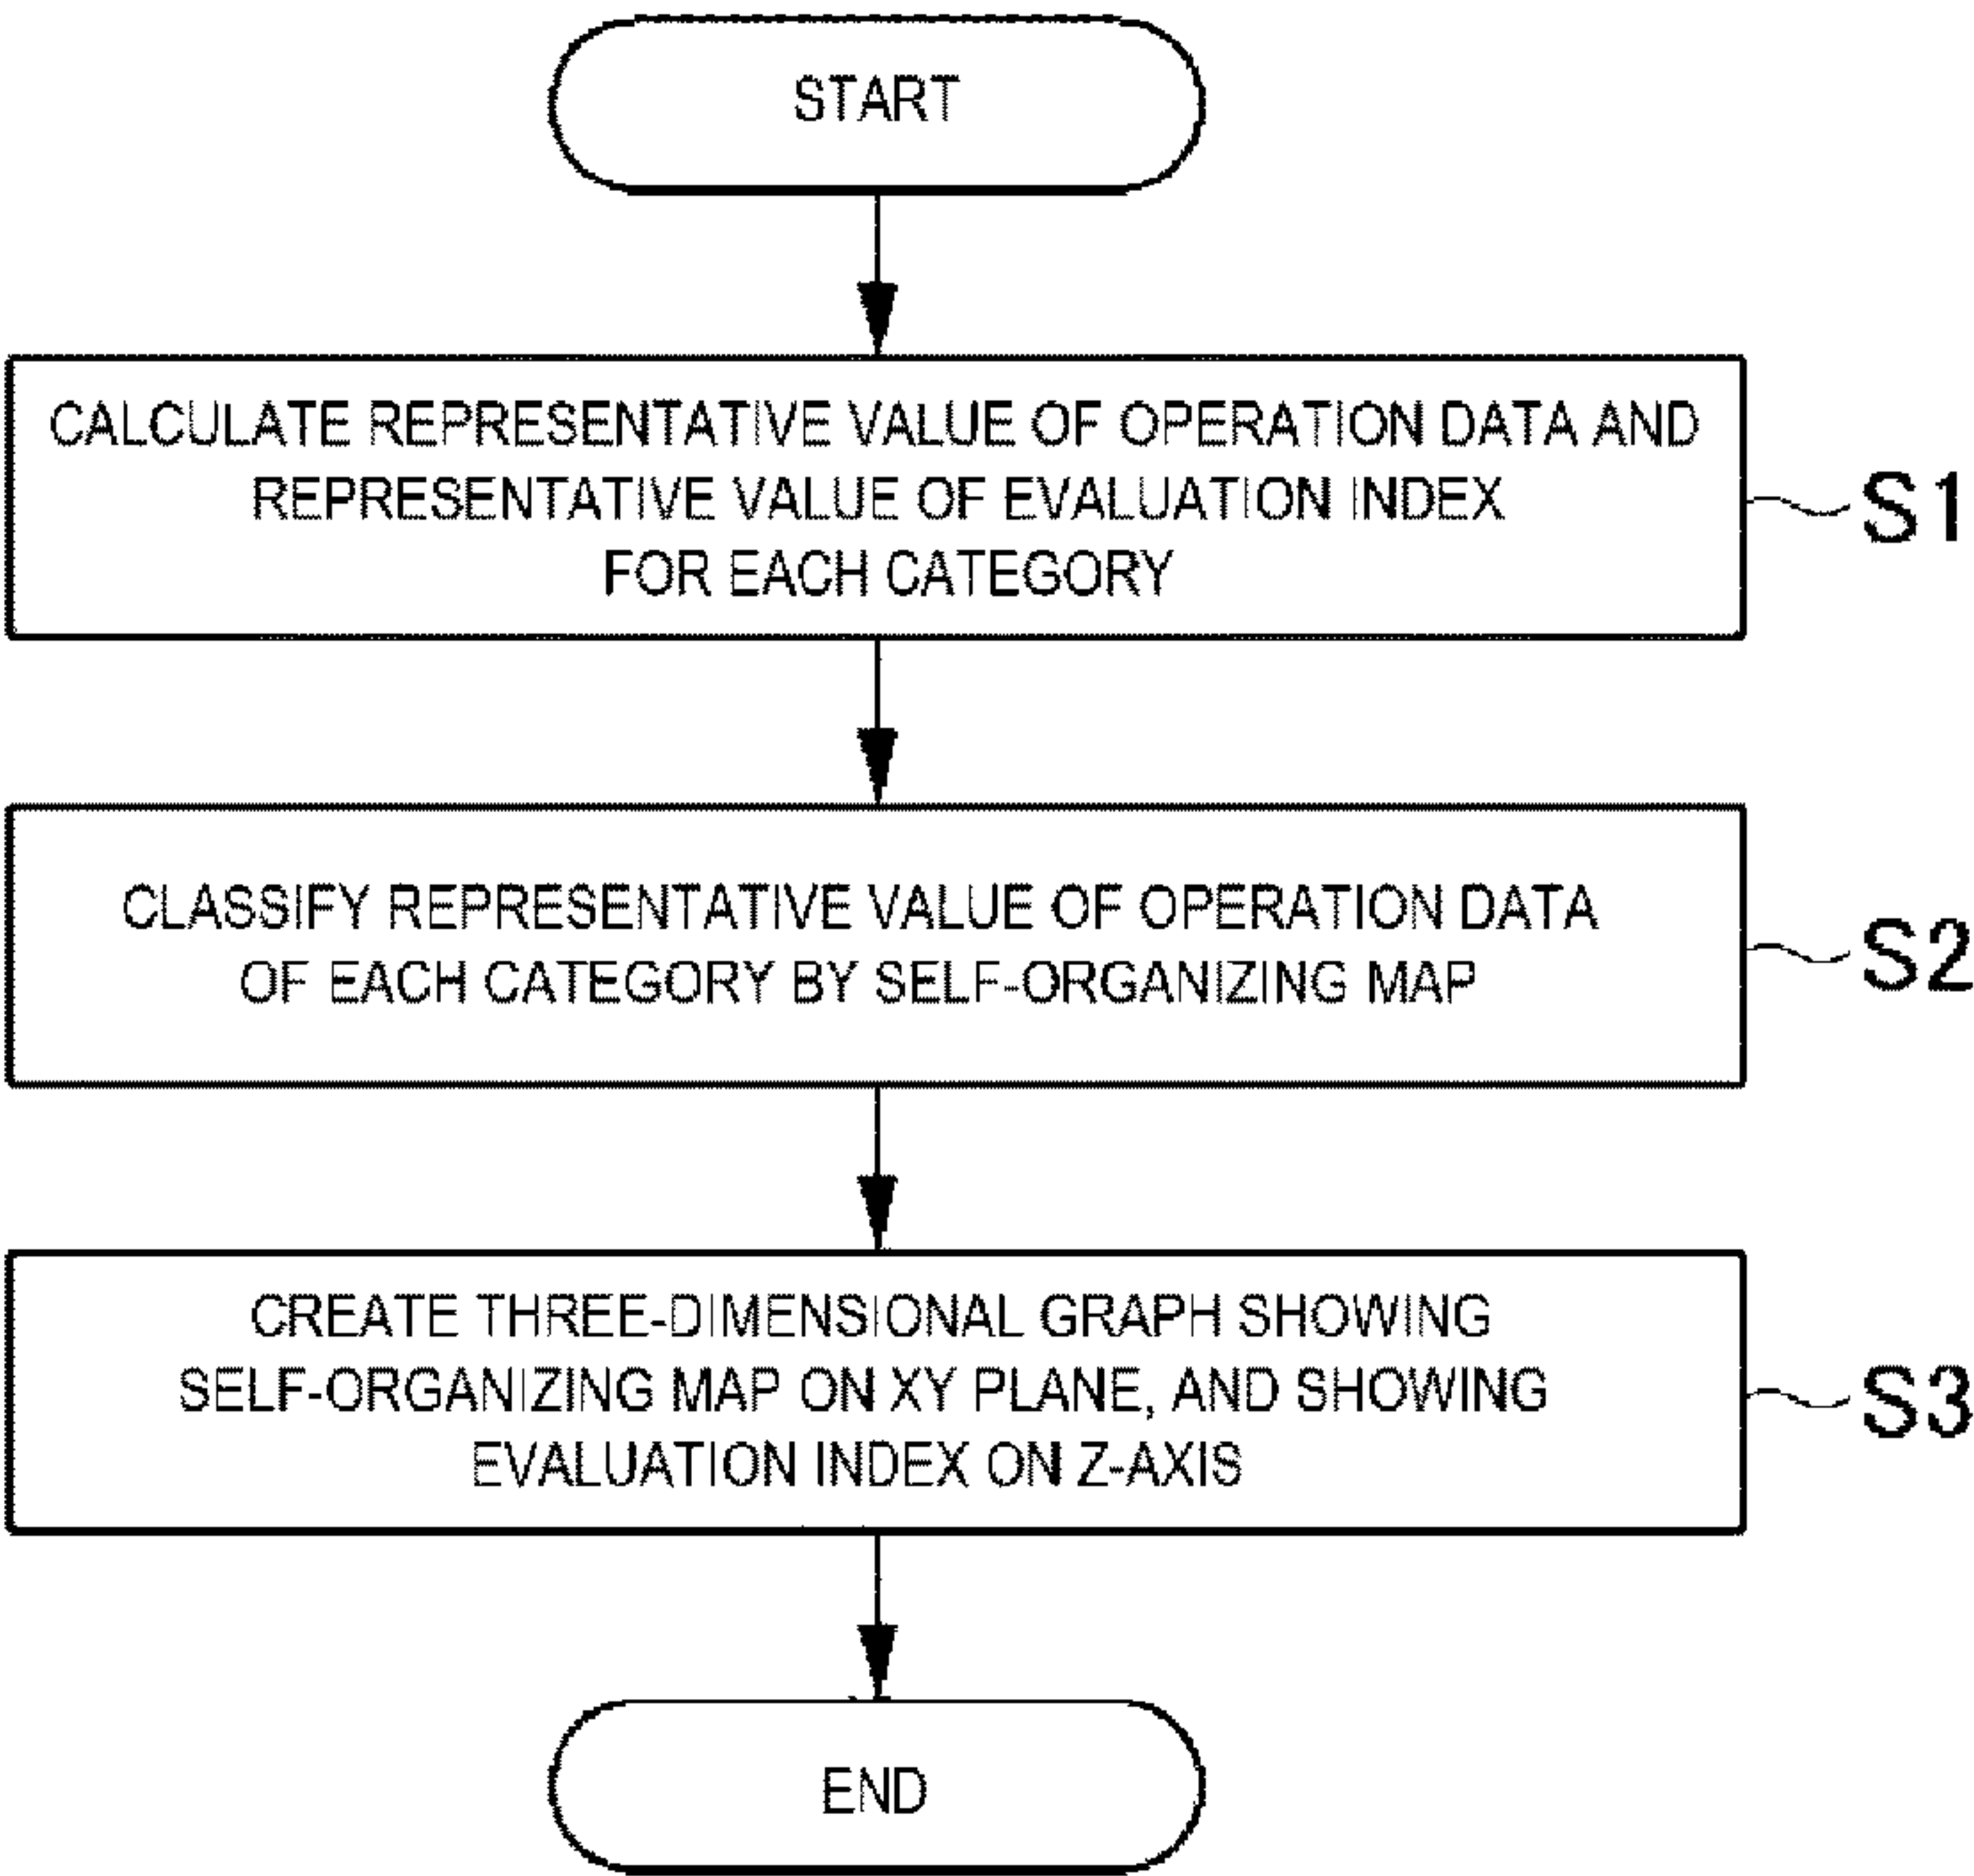 START
CALCULATE REPRESENTATIVE VALUE OF OPERATION DATA AND
REPRESENTATIVE VALUE OF EVALUATION INDEX
FOR EACH CATEGORY
S1
CLASSIFY REPRESENTATIVE VALUE OF OPERATION DATA
OF EACH CATEGORY BY SELF-ORGANIZING MAP
S2
CREATE THREE-DIMENSIONAL GRAPH SHOWING
SELF-ORGANIZING MAP ON XY PLANE, AND SHOWING
EVALUATION INDEX ON Z-AXIS
S3
END